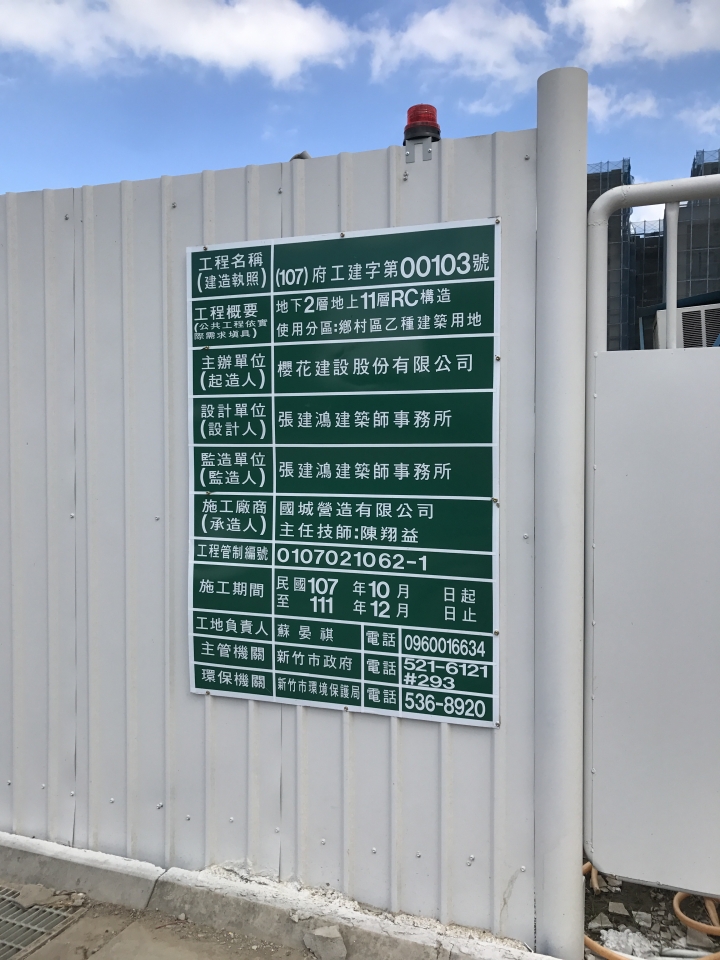 工程名稱
(建造執照)
(107)府工建字第00103號
工程概要
(公共工程依實
際需求填具)
地下2層地上11層RC構造
使用分區:鄉村區乙種建築用地
主辦單位
(起造人)
櫻花建設股份有限公司
設計單位
(設計人)
張建鴻建築師事務所
監造單位
(監造人)
張建鴻建築師事務所
施工廠商
(承造人)
國城營造有限公司
主任技師:陳翔益
工程管制編號
0107021062-1
施工期間
民國107 年10月 日起
至 111 年12月 日止
工地負責人
蘇晏祺
電話
0960016634
主管機關
新竹市政府
電話
521-6121
#293
環保機關
新竹市環境保護局
電話
536-8920